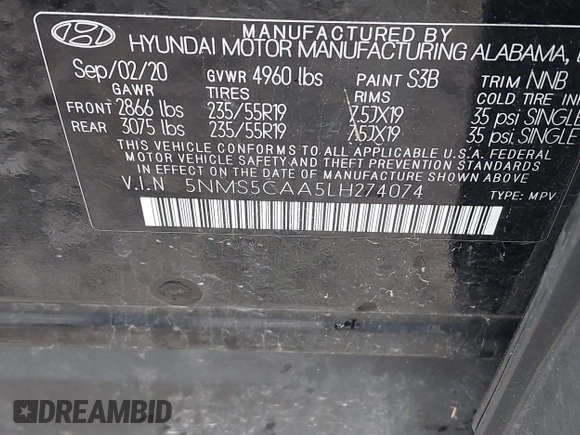 MANUFACTURED BY
HYUNDAI MOTOR MANUFACTURING ALABAMA,
Sep/02/20 GVWR 4960 lbs PAINT S3B TRIM NNB
GAWR TIRES RIMS COLD TIRE INF
FRONT 2866 lbs 235/55R19 7.5JX19 35 psi SINGLE
REAR 3075 lbs 235/55R19 7.5JX19 35 psi SINGLE
THIS VEHICLE CONFORMS TO ALL APPLICABLE U.S.A. FEDERAL
MOTOR VEHICLE SAFETY AND BUMPER STANDARDS
IN EFFECT ON THE DATE OF MANUFACTURE SHOWN ABOVE.
V.I.N 5NMS5CAA5LH274074
TYPE: MPV
DREAMBID